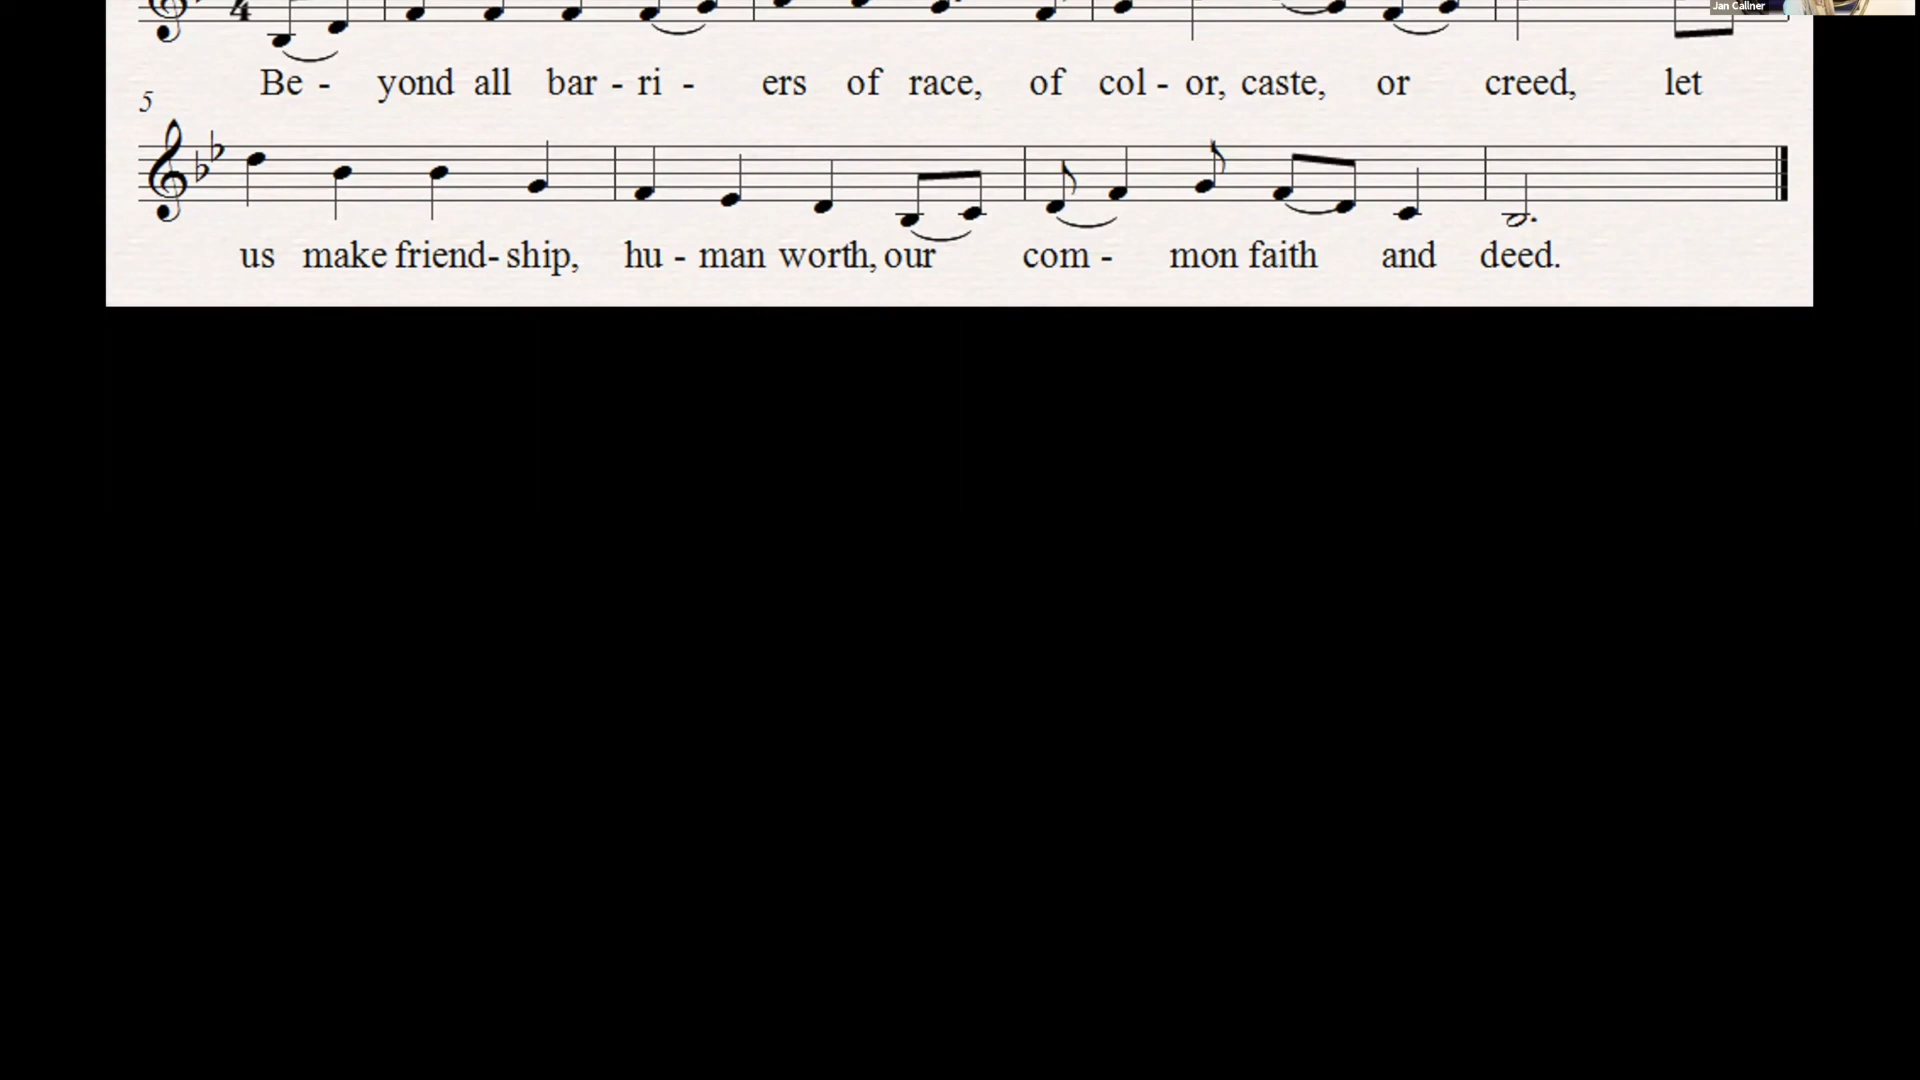 Jan Callner
4
Be - yond all bar - ri - ers of race, of col - or, caste, or creed, let
5
us make friend- ship, hu - man worth, our com - mon faith and deed.